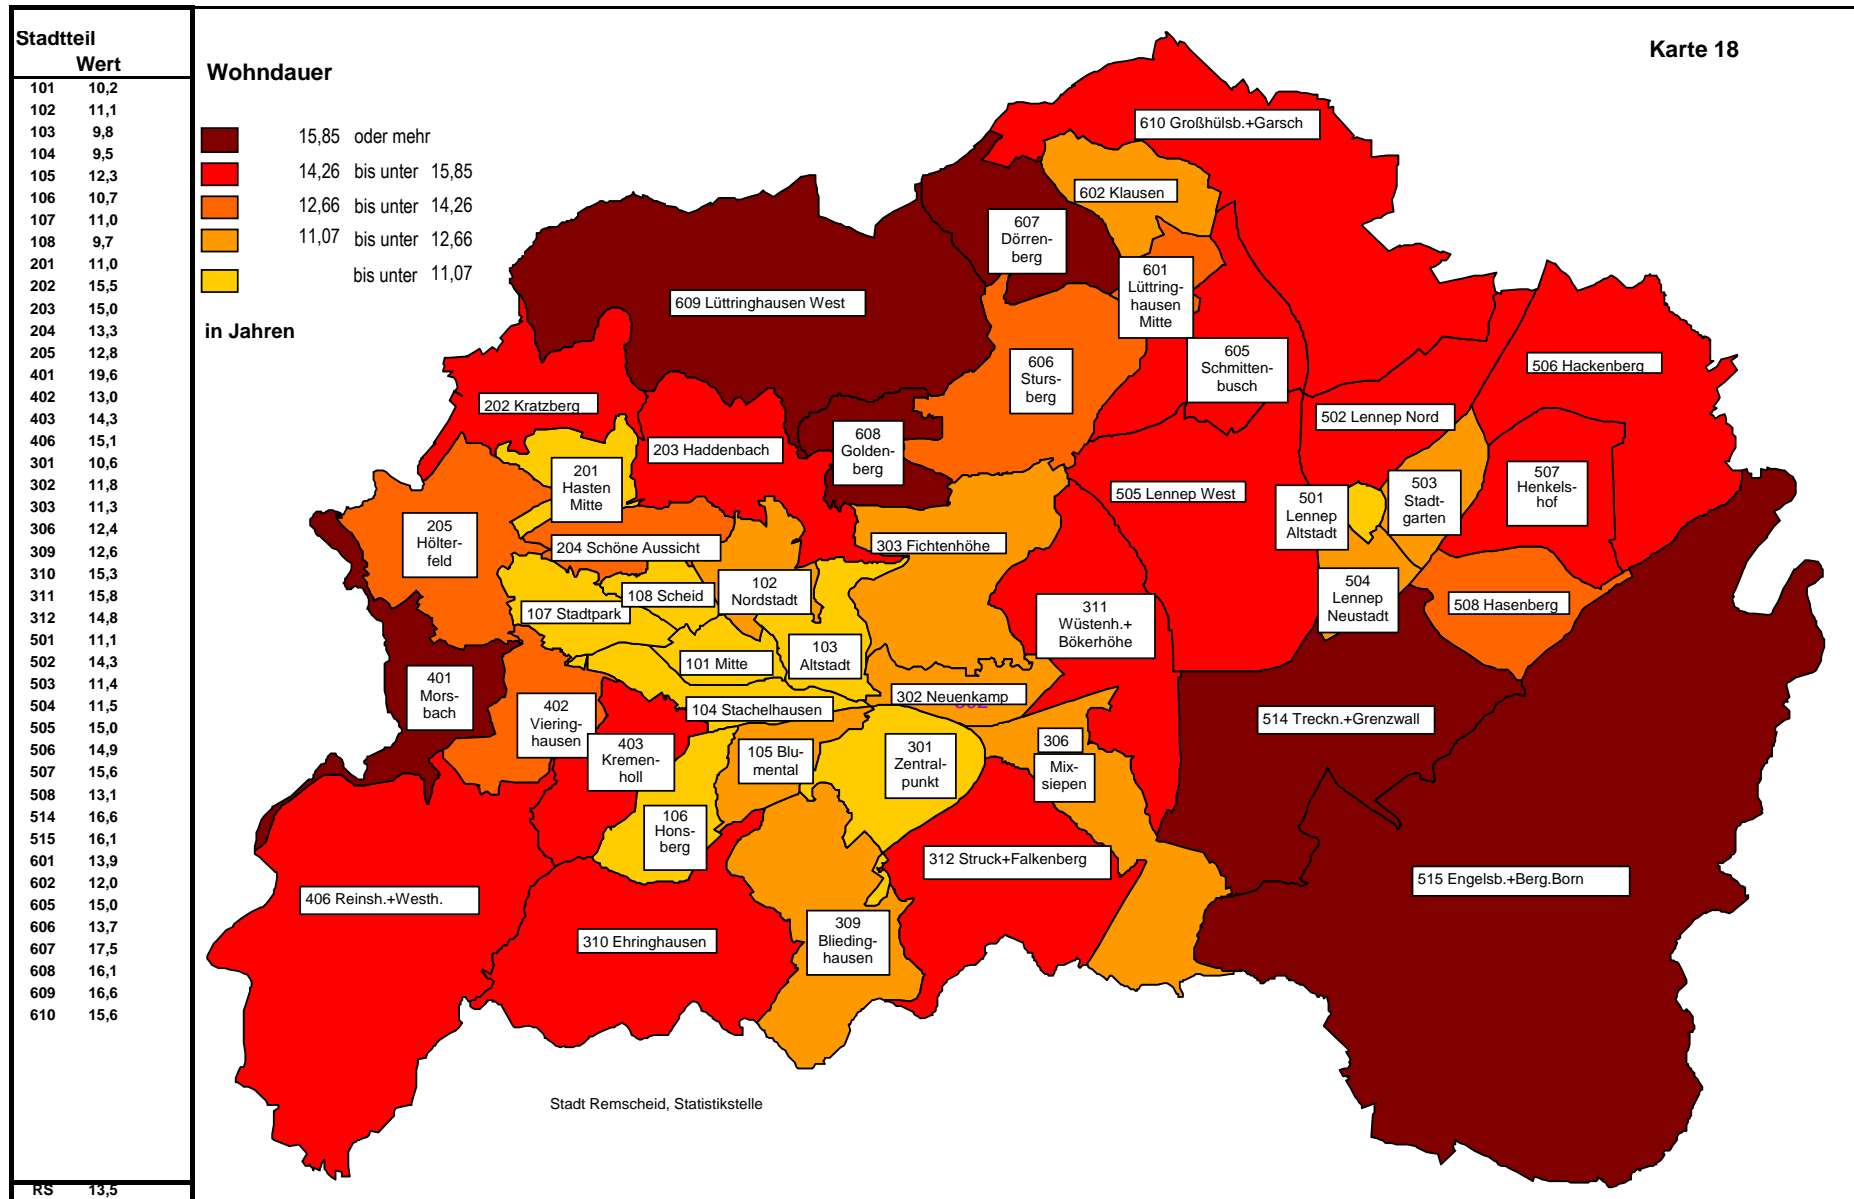 Stadtteil
Wert
101 10,2
102 11,1
103 9,8
104 9,5
105 12,3
106 10,7
107 11,0
108 9,7
201 11,0
202 15,5
203 15,0
204 13,3
205 12,8
401 19,6
402 13,0
403 14,3
406 15,1
301 10,6
302 11,8
303 11,3
306 12,4
309 12,6
310 15,3
311 15,8
312 14,8
501 11,1
502 14,3
503 11,4
504 11,5
505 15,0
506 14,9
507 15,6
508 13,1
514 16,6
515 16,1
601 13,9
602 12,0
605 15,0
606 13,7
607 17,5
608 16,1
609 16,6
610 15,6
RS 13,5
Wohndauer
15,85 oder mehr
14,26 bis unter 15,85
12,66 bis unter 14,26
11,07 bis unter 12,66
bis unter 11,07
in Jahren
Karte 18
610 Großhülsb.+Garsch
602 Klausen
607
Dörren-
berg
601
Lüttring-
hausen
Mitte
609 Lüttringhausen West
606
Sturs-
berg
605
Schmitten-
busch
506 Hackenberg
202 Kratzberg
502 Lennep Nord
203 Haddenbach
608
Golden-
berg
201
Hasten
Mitte
505 Lennep West
501
Lennep
Altstadt
503
Stadt-
garten
507
Henkels-
hof
205
Hölter-
feld
204 Schöne Aussicht
303 Fichtenhöhe
102
Nordstadt
108 Scheid
107 Stadtpark
504
Lennep
Neustadt
508 Hasenberg
311
Wüstenh.+
Bökerhöhe
103
Altstadt
101 Mitte
401
Mors-
bach
402
Viering-
hausen
302 Neuenkamp
302
104 Stachelhausen
514 Treckn.+Grenzwall
403
Kremen-
holl
105 Blu-
mental
301
Zentral-
punkt
306
Mix-
siepen
106
Hons-
berg
312 Struck+Falkenberg
515 Engelsb.+Berg.Born
406 Reinsh.+Westh.
310 Ehringhausen
309
Blieding-
hausen
Stadt Remscheid, Statistikstelle